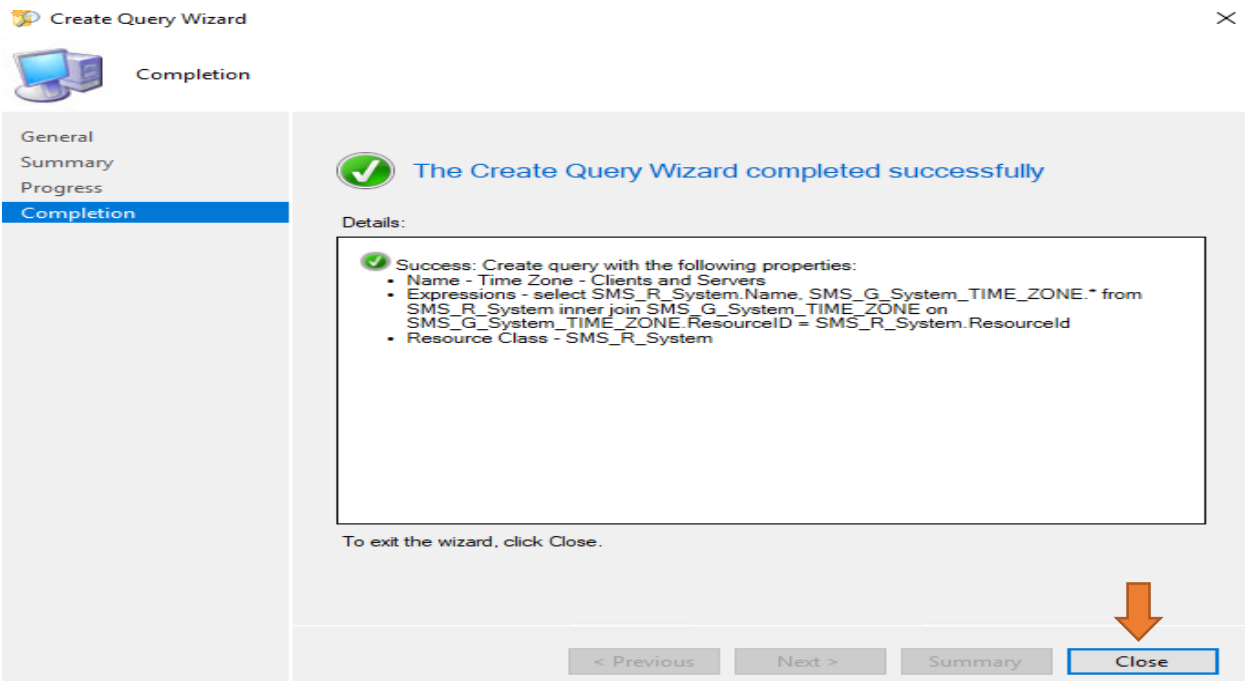 Create Query Wizard
Completion
General
Summary
Progress
Completion
The Create Query Wizard completed successfully
Details:
Success: Create query with the following properties:
• Name - Time Zone - Clients and Servers
• Expressions - select SMS_R_System.Name, SMS_G_System_TIME_ZONE.* from
SMS_R_System inner join SMS_G_System_TIME_ZONE on
SMS_G_System_TIME_ZONE.ResourceID = SMS_R_System.ResourceId
• Resource Class - SMS_R_System
To exit the wizard, click Close.
< Previous
Next >
Summary
Close